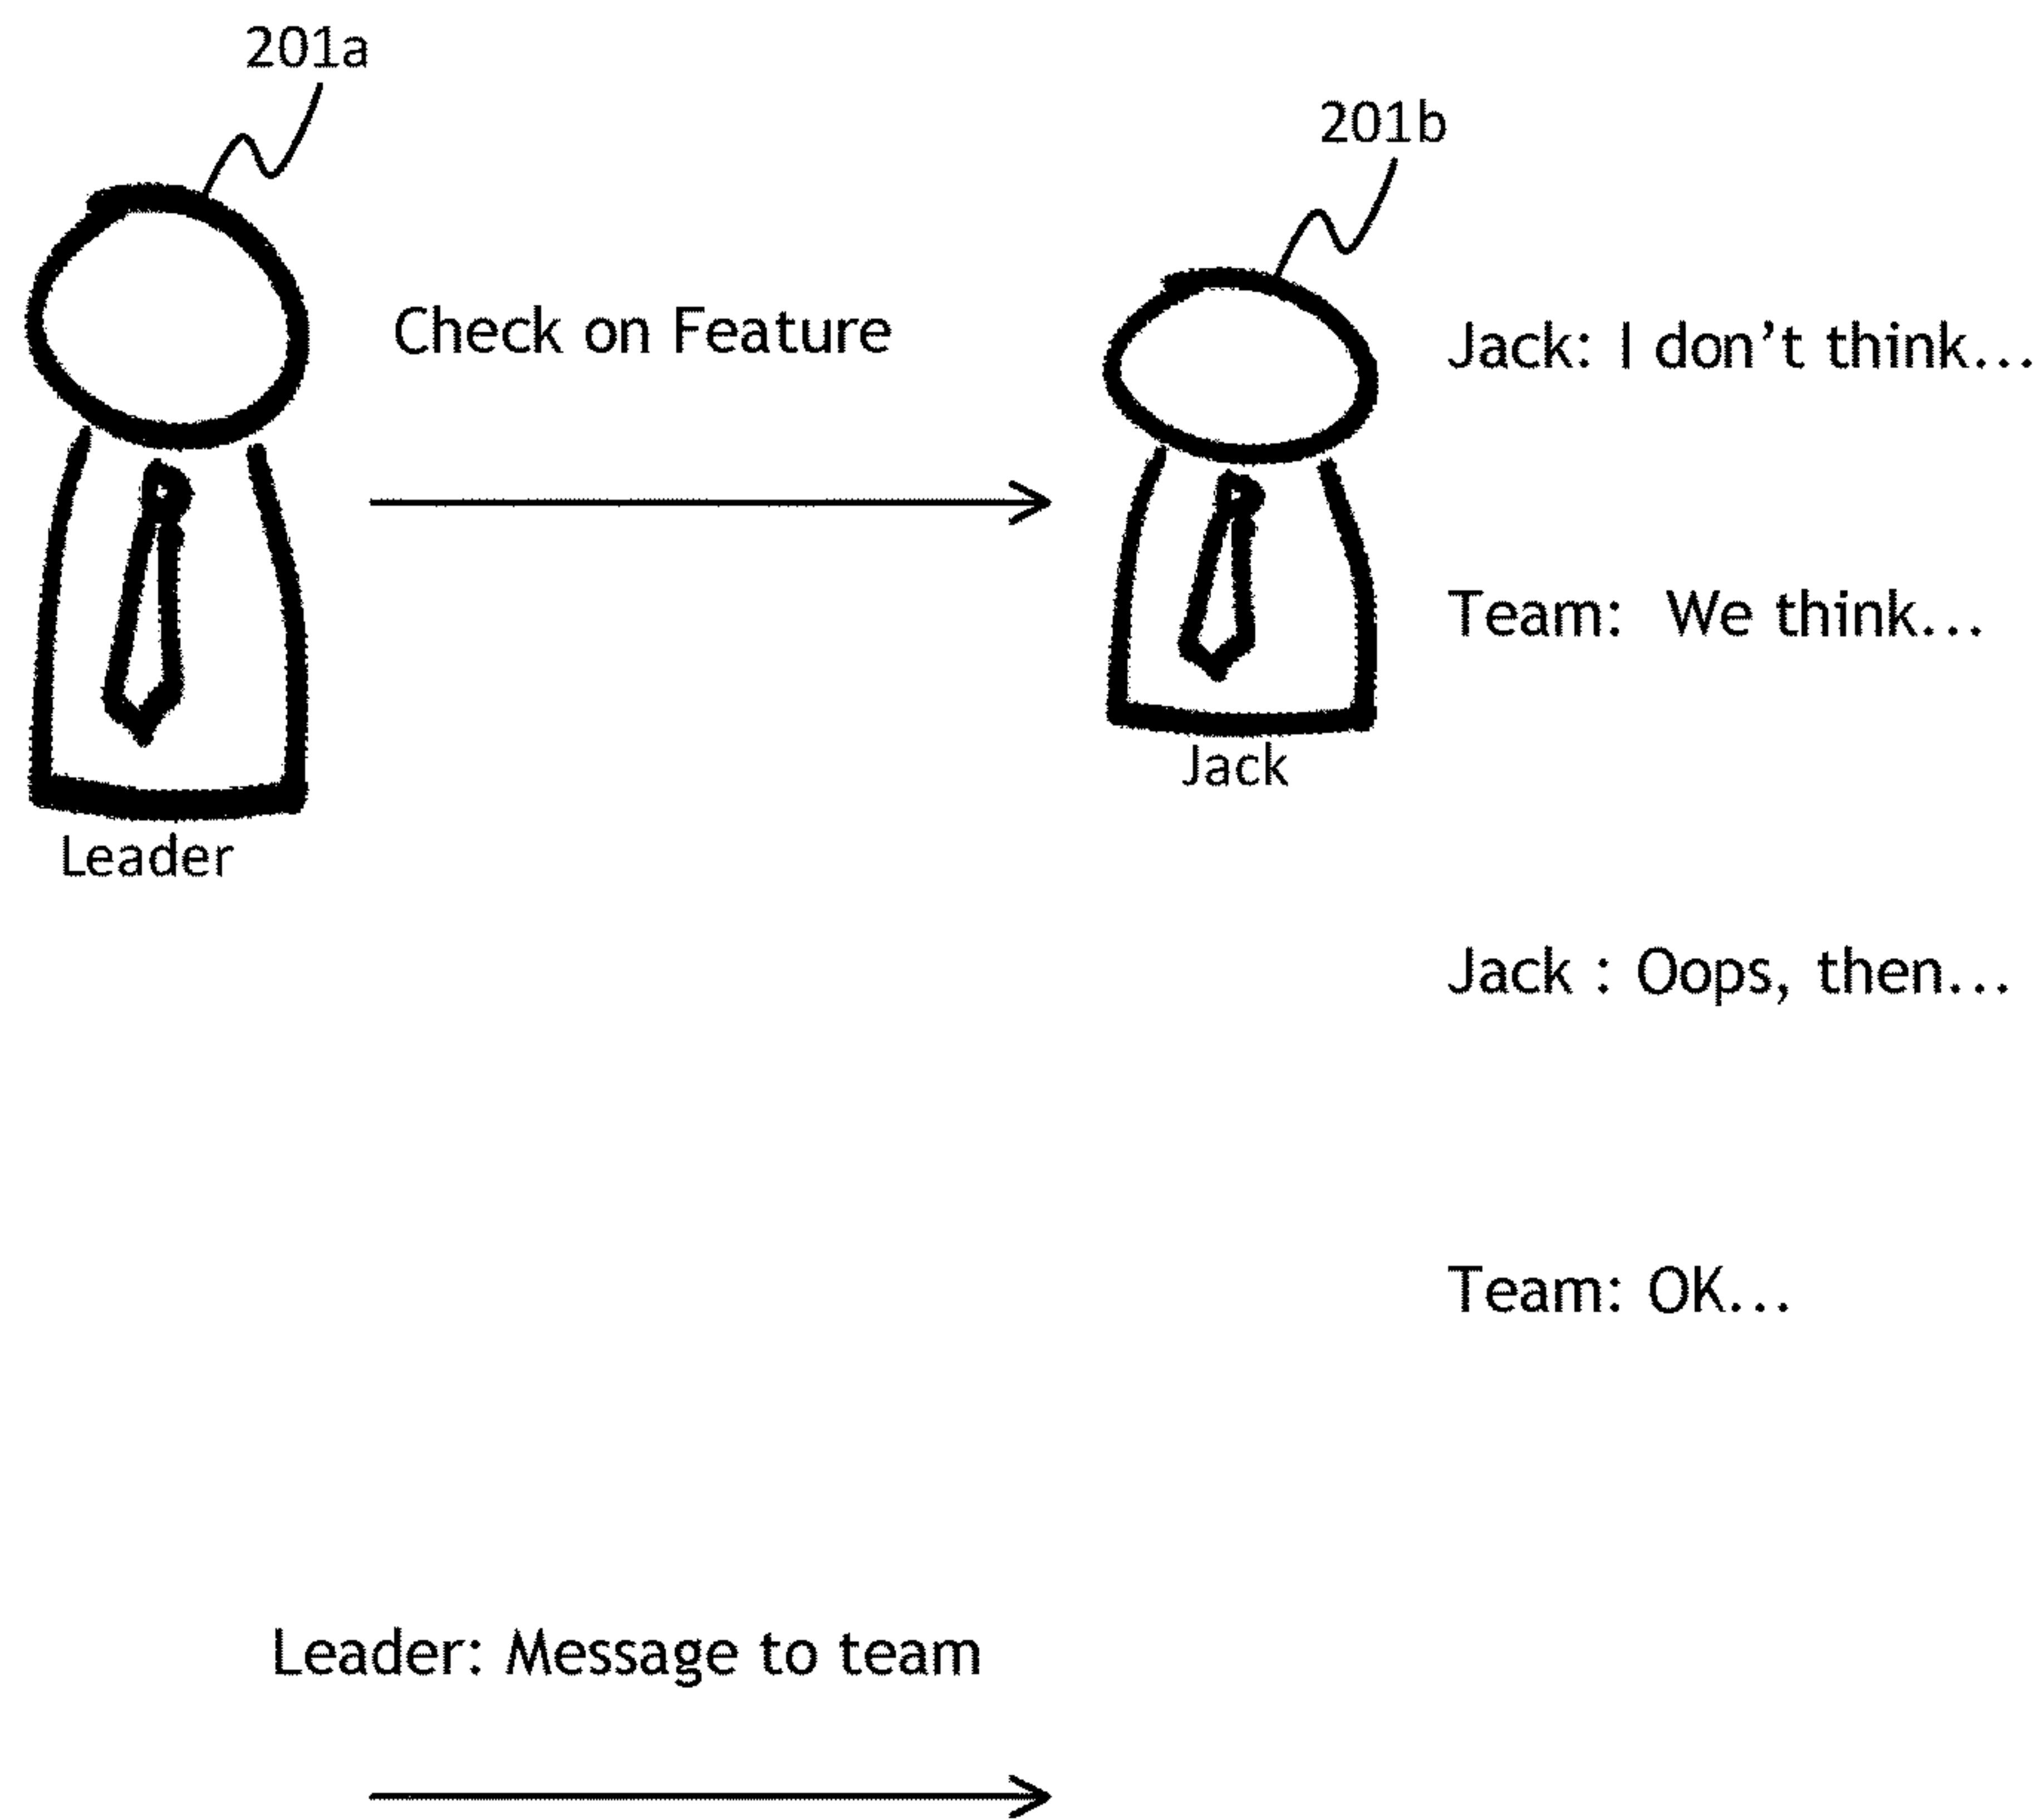 201a
201b
Check on Feature
Jack: I don’t think...
Team:  We think...
Jack
Leader
Jack : Oops, then...
Team: OK...
Leader: Message to team